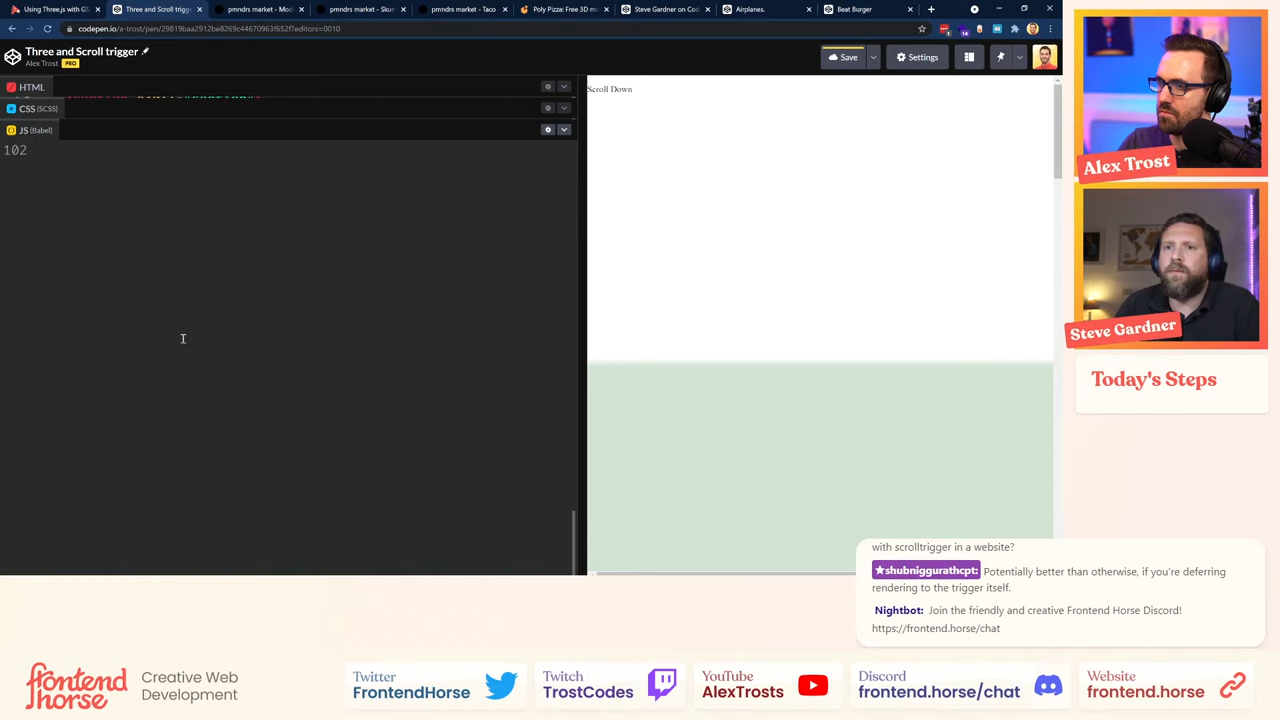 Using Three.js with GS
Three and Scroll trigg
pmndrs market - Mod
pmndrs market - Skur
pmndrs market - Taco
Poly Pizza: Free 3D mo
Steve Gardner on Cod
Airplanes.
Beat Burger
codepen.io/a-trost/pen/29819baa2912be8269c4470963f652f?editors=0010
Three and Scroll trigger
Alex Trost PRO
Save
Settings
HTML
CSS (SCSS)
JS (Babel)
102
Scroll Down
Alex Trost
Steve Gardner
Today's Steps
with scrolltrigger in a website?
shubniggurathcpt: Potentially better than otherwise, if you're deferring
rendering to the trigger itself.
Nightbot: Join the friendly and creative Frontend Horse Discord!
https://frontend.horse/chat
frontend
horse
Creative Web
Development
Twitter
FrontendHorse
Twitch
TrostCodes
YouTube
AlexTrosts
Discord
frontend.horse/chat
Website
frontend.horse